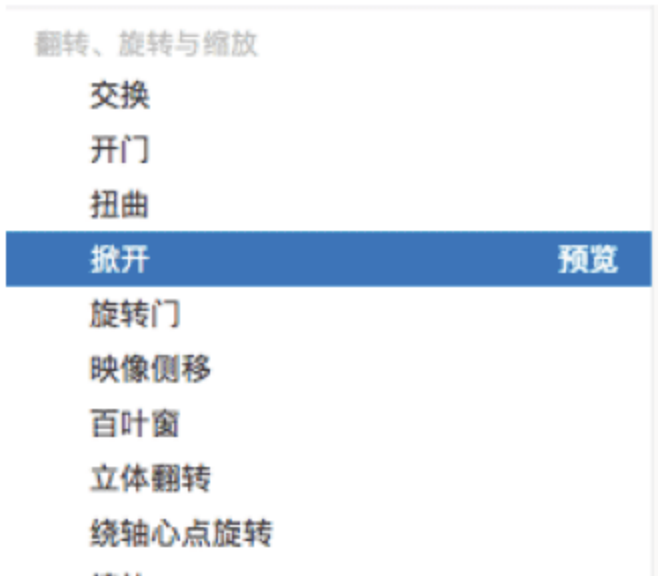 翻转、旋转与缩放
交换
开门
扭曲
掀开 预览
旋转门
映像侧移
百叶窗
立体翻转
绕轴心点旋转